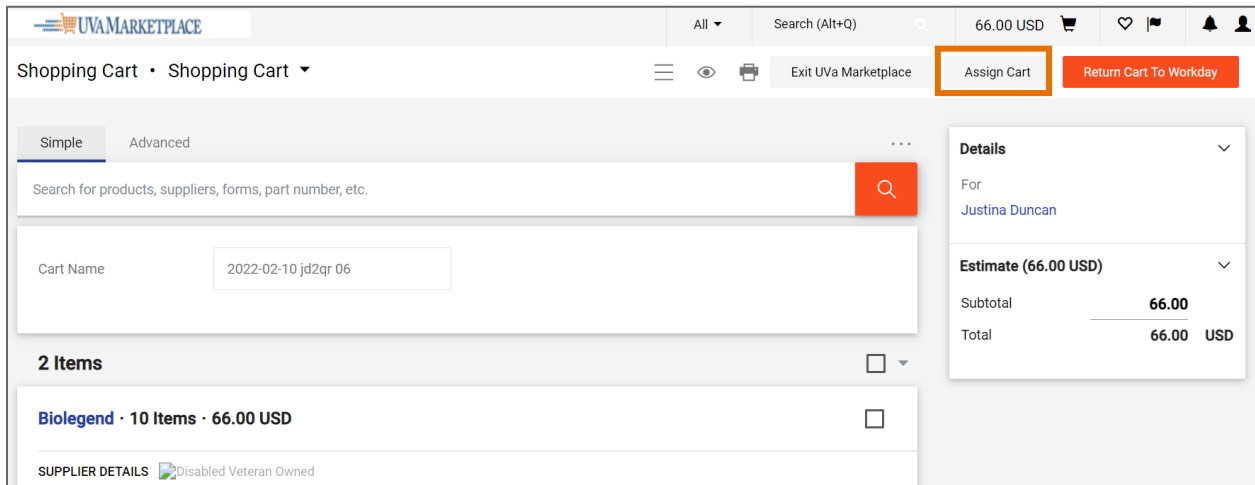 UVAMARKETPLACE
All
Search (Alt+Q)
66.00 USD
Shopping Cart • Shopping Cart
Exit UVa Marketplace
Assign Cart
Return Cart To Workday
Simple
Advanced
...
Search for products, suppliers, forms, part number, etc.
Cart Name
2022-02-10 jd2qr 06
2 Items
Biolegend · 10 Items · 66.00 USD
SUPPLIER DETAILS Disabled Veteran Owned
Details
For
Justina Duncan
Estimate (66.00 USD)
Subtotal 66.00
Total 66.00 USD